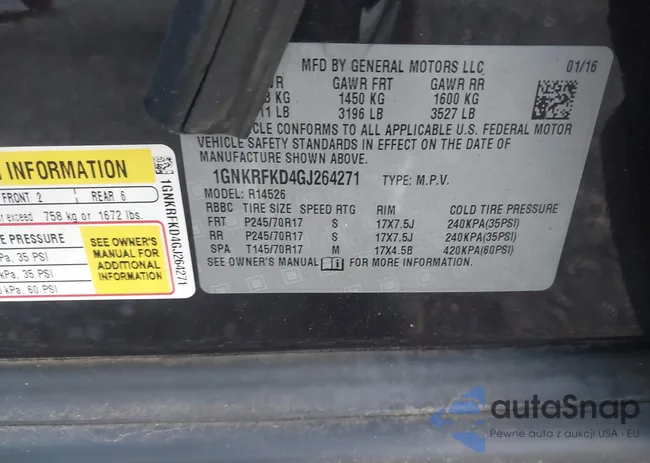 MFD BY GENERAL MOTORS LLC 01/16
GAWR FRT GAWR RR
KG 1450 KG 1600 KG
LB 3196 LB 3527 LB
VEHICLE CONFORMS TO ALL APPLICABLE U.S. FEDERAL MOTOR
VEHICLE SAFETY STANDARDS IN EFFECT ON THE DATE OF
MANUFACTURE SHOWN ABOVE.
1GNKRFKD4GJ264271 TYPE: M.P.V.
MODEL: R14526
RBBC TIRE SIZE SPEED RTG RIM COLD TIRE PRESSURE
FRT P245/70R17 S 17X7.5J 240KPA(35PSI)
RR P245/70R17 S 17X7.5J 240KPA(35PSI)
SPA T145/70R17 M 17X4.5B 420KPA(60PSI)
SEE OWNER'S MANUAL FOR MORE INFORMATION.
INFORMATION
FRONT 2 REAR 6
exceed 758 kg or 1672 lbs.
E PRESSURE
35 PSI
35 PSI
kPa, 60 PSI
SEE OWNER'S
MANUAL FOR
ADDITIONAL
INFORMATION
1GNKRFKD4GJ264271
autaSnap
Pewne auta z aukcji USA i EU